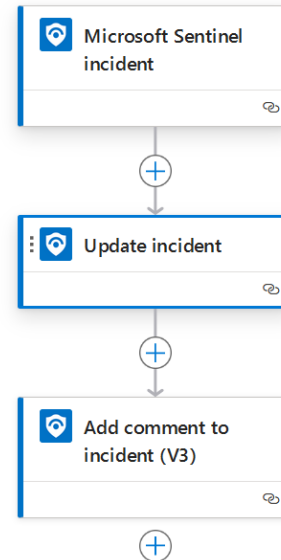 Microsoft Sentinel
incident
Update incident
Add comment to
incident (V3)